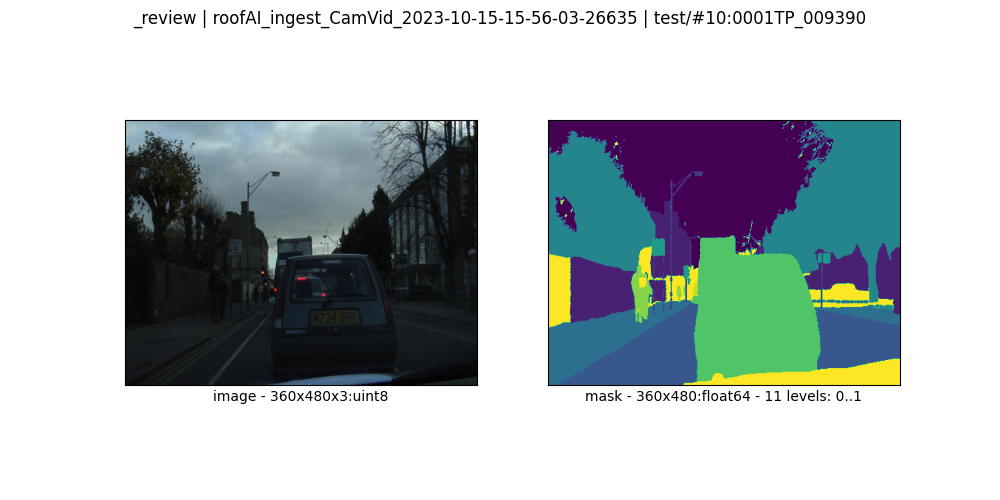 _review | roofAI_ingest_CamVid_2023-10-15-15-56-03-26635 | test/#10:0001TP_009390
image - 360x480x3:uint8
mask - 360x480:float64 - 11 levels: 0..1